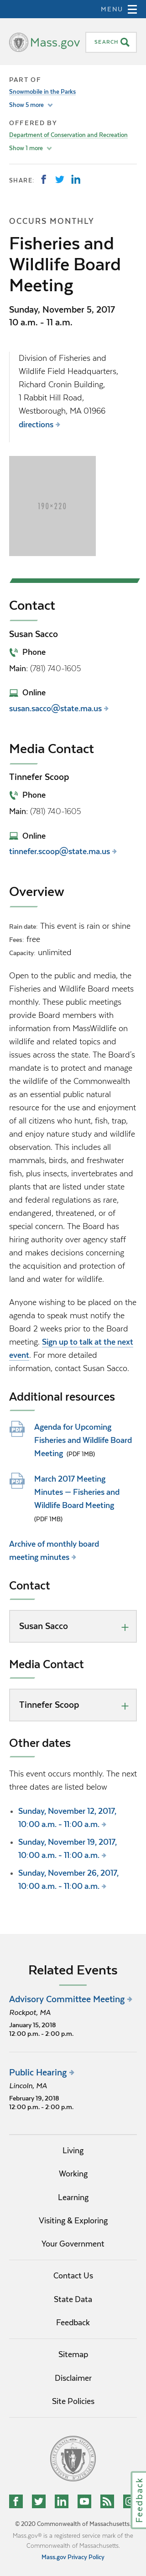 MENU
Mass.gov
SEARCH
PART OF
Snowmobile in the Parks
Show 5 more
OFFERED BY
Department of Conservation and Recreation
Show 1 more
SHARE
OCCURS MONTHLY
Fisheries and
Wildlife Board
Meeting
Sunday, November 5, 2017
10 a.m. - 11 a.m.
Division of Fisheries and
Wildlife Field Headquarters,
Richard Cronin Building,
1 Rabbit Hill Road,
Westborough, MA 01966
directions
190×220
Contact
Susan Sacco
Phone
Main: (781) 740-1605
Online
susan.sacco@state.ma.us
Media Contact
Tinnefer Scoop
Phone
Main: (781) 740-1605
Online
tinnefer.scoop@state.ma.us
Overview
Rain date: This event is rain or shine
Fees: free
Capacity: unlimited
Open to the public and media, the
Fisheries and Wildlife Board meets
monthly. These public meetings
provide Board members with
information from MassWildlife on
wildlife and related topics and
issues across the state. The Board's
role is to maintain an adequate
wildlife of the Commonwealth
as an essential public natural
resource for the use and enjoyment
of all citizens who hunt, fish, trap,
and enjoy natural study and wildlife
observation. This includes all
mammals, birds, and freshwater
fish, plus insects, invertebrates and
plants that are listed under state
and federal regulations as rare,
endangered, threatened, or of
special concern. The Board has
hiring and firing powers over the
agency staff and also assesses land
conditions surrounding the
acquisition and protection of all
land and water for wildlife.
Anyone wishing to be placed on the
agenda to speak must notify the
Board 2 weeks prior to the Board
meeting. Sign up to talk at the next
event. For more detailed
information, contact Susan Sacco.
Additional resources
PDF
Agenda for Upcoming
Fisheries and Wildlife Board
Meeting (PDF 1MB)
PDF
March 2017 Meeting
Minutes — Fisheries and
Wildlife Board Meeting
(PDF 1MB)
Archive of monthly board
meeting minutes
Contact
Susan Sacco
Media Contact
Tinnefer Scoop
Other dates
This event occurs monthly. The next
three dates are listed below
Sunday, November 12, 2017,
10:00 a.m. - 11:00 a.m.
Sunday, November 19, 2017,
10:00 a.m. - 11:00 a.m.
Sunday, November 26, 2017,
10:00 a.m. - 11:00 a.m.
Related Events
Advisory Committee Meeting
Rockport, MA
January 15, 2018
12:00 p.m. - 2:00 p.m.
Public Hearing
Lincoln, MA
February 19, 2018
12:00 p.m. - 2:00 p.m.
Living
Working
Learning
Visiting & Exploring
Your Government
Contact Us
State Data
Feedback
Sitemap
Disclaimer
Site Policies
Feedback
© 2020 Commonwealth of Massachusetts.
Mass.gov® is a registered service mark of the
Commonwealth of Massachusetts.
Mass.gov Privacy Policy